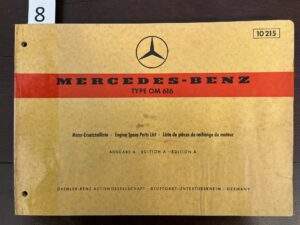 8
10 215
MERCEDES-BENZ
TYPE OM 616
Motor-Ersatzteilliste · Engine Spare Parts List · Liste de pièces de rechange du moteur
AUSGABE A · EDITION A · EDITION A
DAIMLER-BENZ AKTIENGESELLSCHAFT · STUTTGART-UNTERTÜRKHEIM · GERMANY